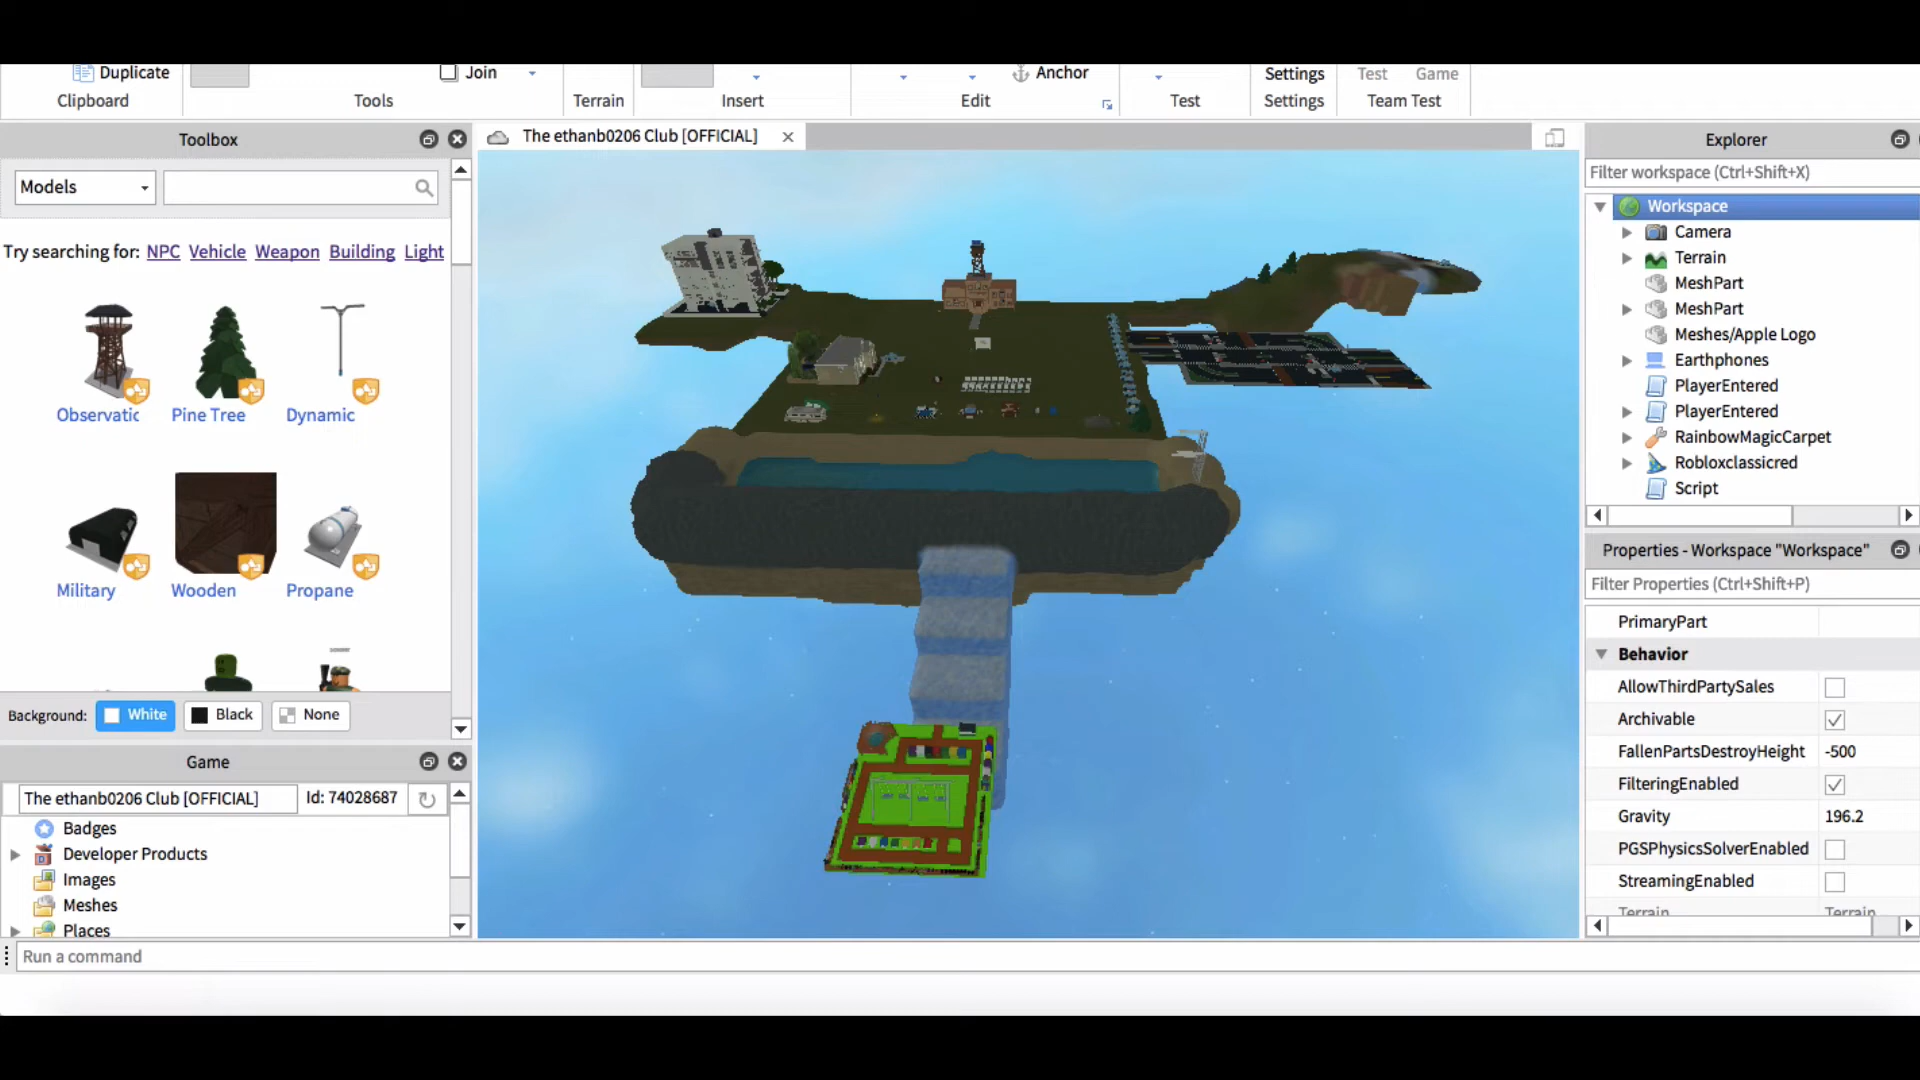 Duplicate
Join
Anchor
Settings
Test
Game
Clipboard
Tools
Terrain
Insert
Edit
Test
Settings
Team Test
Toolbox
The ethanb0206 Club [OFFICIAL]
Explorer
Models
Filter workspace (Ctrl+Shift+X)
Try searching for: NPC Vehicle Weapon Building Light
Workspace
Camera
Terrain
MeshPart
MeshPart
Meshes/Apple Logo
Earthphones
PlayerEntered
PlayerEntered
RainbowMagicCarpet
Robloxclassicred
Script
Observatic
Pine Tree
Dynamic
Military
Wooden
Propane
Background: White Black None
Properties - Workspace "Workspace"
Filter Properties (Ctrl+Shift+P)
PrimaryPart
Behavior
AllowThirdPartySales
Archivable
FallenPartsDestroyHeight -500
FilteringEnabled
Gravity 196.2
PGSPhysicsSolverEnabled
StreamingEnabled
Terrain Terrain
Game
The ethanb0206 Club [OFFICIAL] Id: 74028687
Badges
Developer Products
Images
Meshes
Places
Run a command